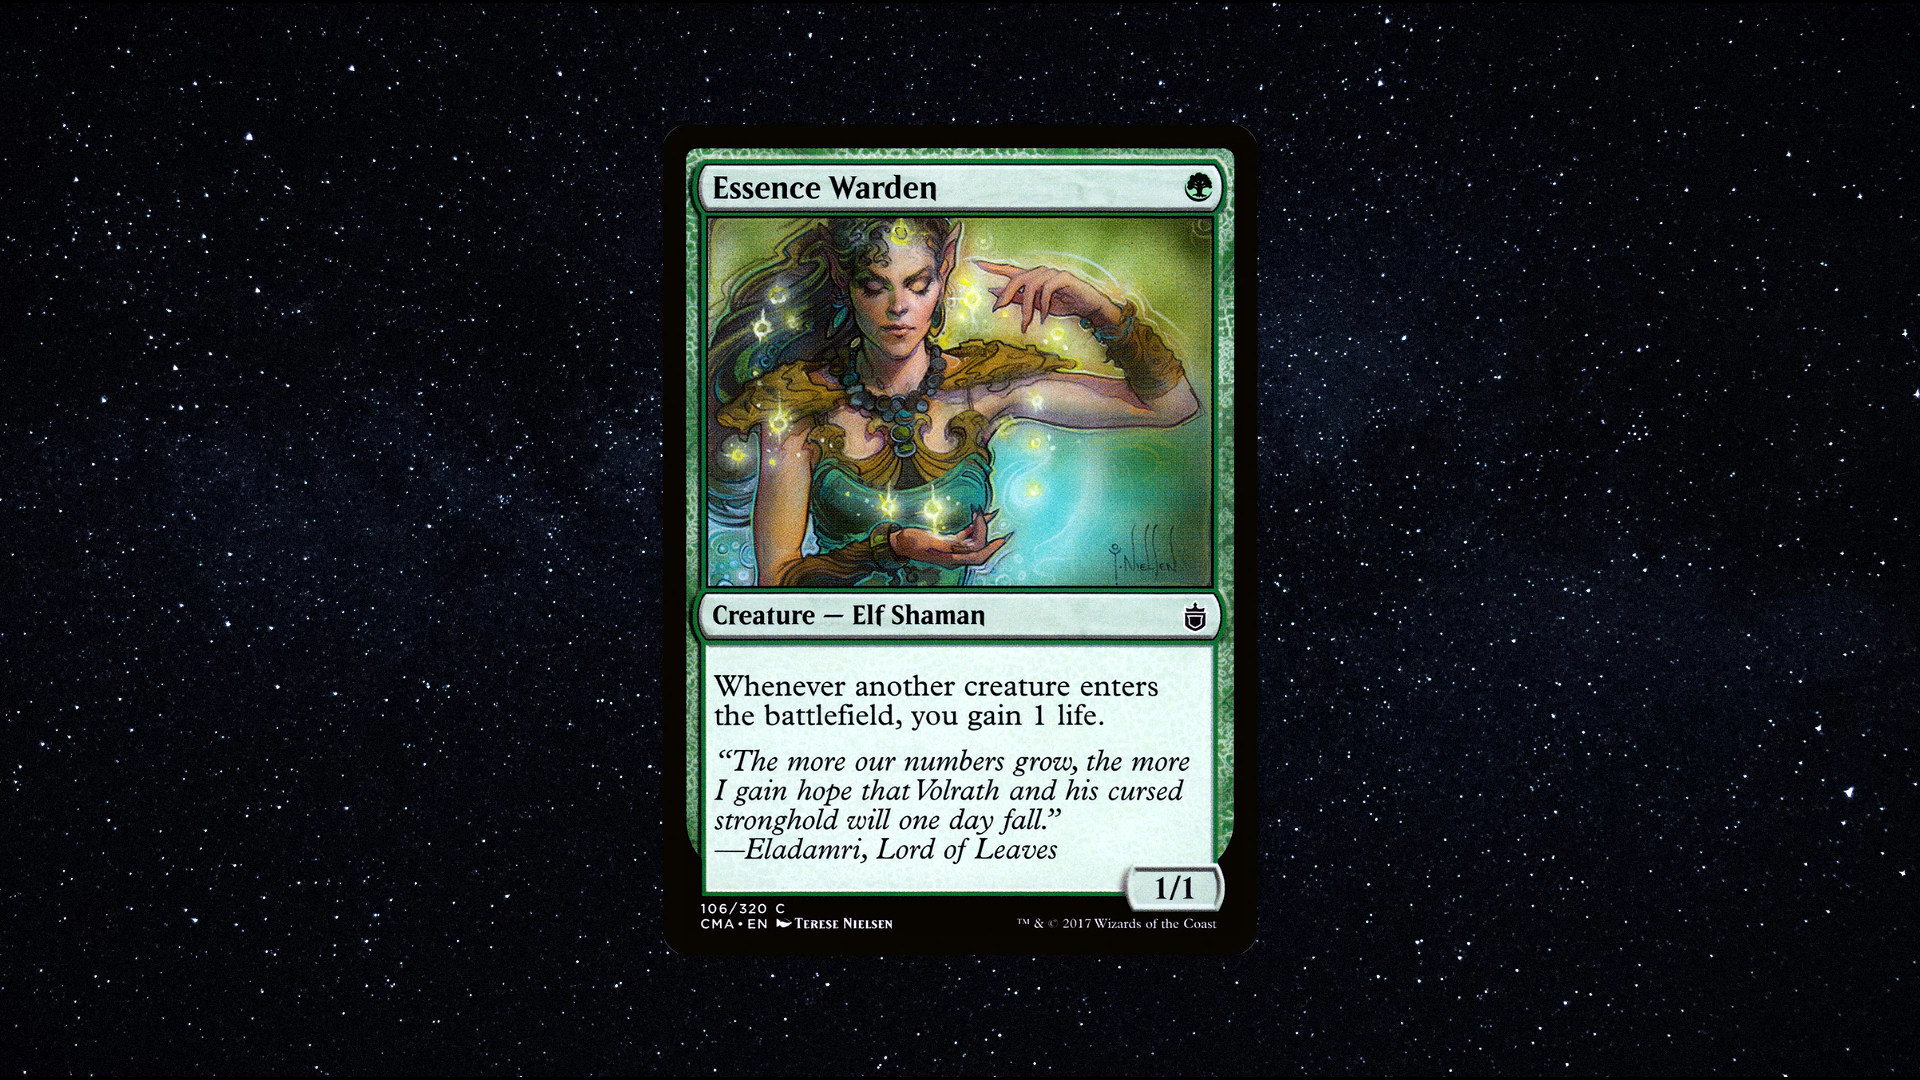 Essence Warden
T. NIELSEN
Creature — Elf Shaman
Whenever another creature enters
the battlefield, you gain 1 life.
“The more our numbers grow, the more
I gain hope that Volrath and his cursed
stronghold will one day fall.”
—Eladamri, Lord of Leaves
1/1
106/320 C
CMA • EN TERESE NIELSEN
™ & © 2017 Wizards of the Coast